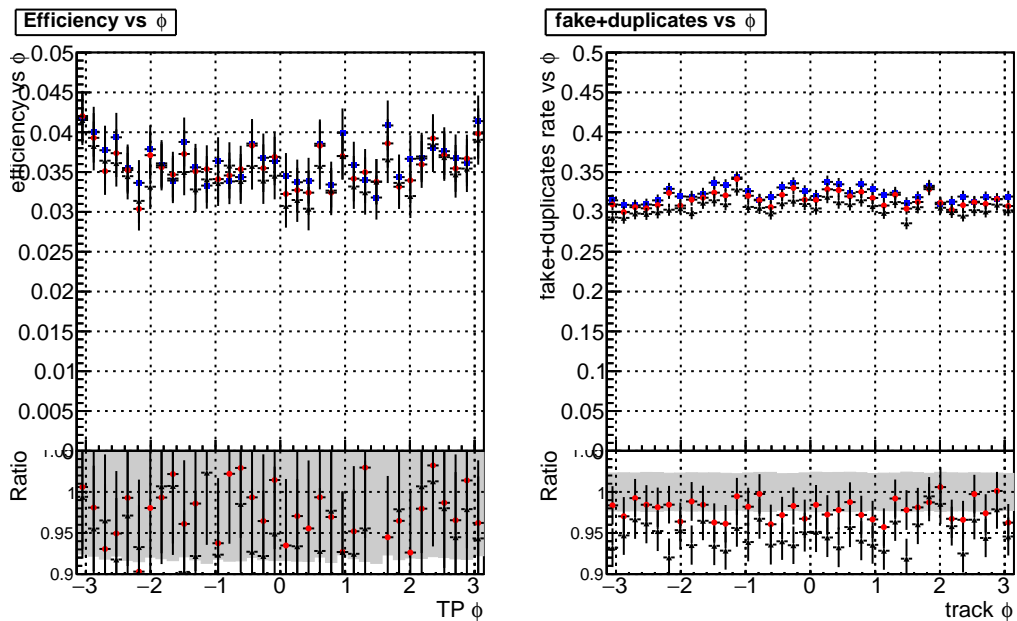 Efficiency vs ϕ
efficiency vs ϕ
0.05
0.045
0.04
0.035
0.03
0.025
0.02
0.015
0.01
0.005
0
Ratio
1
0.95
0.9
−3 −2 −1 0 1 2 3
TP ϕ
fake+duplicates vs ϕ
fake+duplicates rate vs ϕ
0.5
0.45
0.4
0.35
0.3
0.25
0.2
0.15
0.1
0.05
0
Ratio
1
0.95
0.9
−3 −2 −1 0 1 2 3
track ϕ